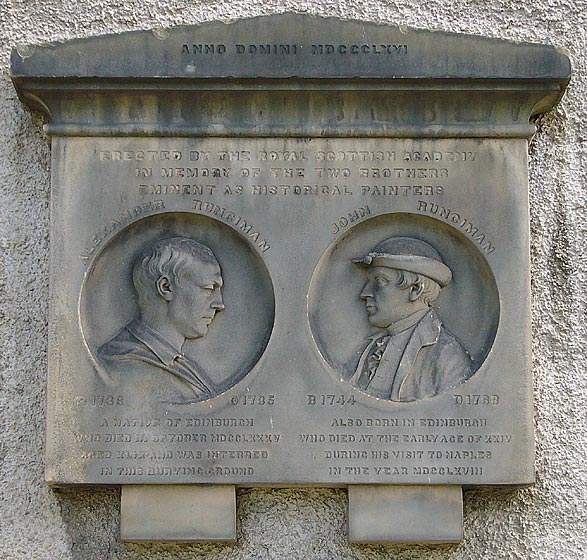 ANNO DOMINI MDCCCLXVI
ERECTED BY THE ROYAL SCOTTISH ACADEMY
IN MEMORY OF THE TWO BROTHERS
EMINENT AS HISTORICAL PAINTERS
ALEXANDER RUNCIMAN
JOHN RUNCIMAN
1785
B 1744
A NATIVE OF EDINBURGH
WHO DIED IN OCTOBER MDCCLXXXV
AND WAS INTERRED
IN THIS BURYING GROUND
ALSO BORN IN EDINBURGH
WHO DIED AT THE EARLY AGE OF XXIV
DURING HIS VISIT TO NAPLES
IN THE YEAR MDCCLXVIII